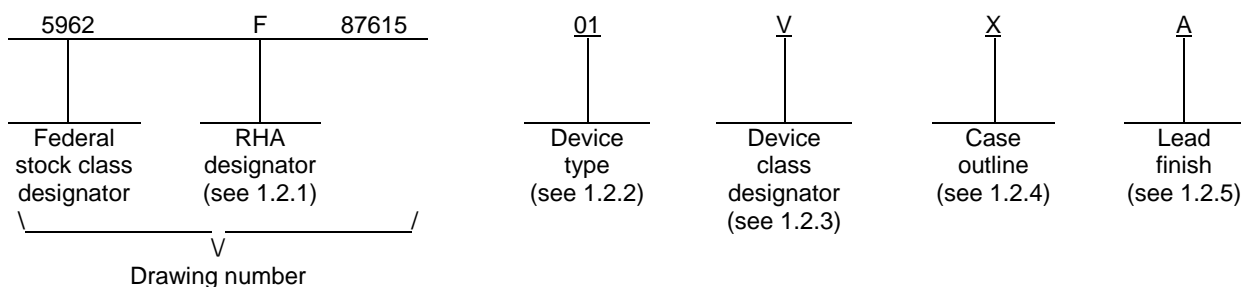 5962 F 87615 01 V X A
Federal stock class designator
RHA designator (see 1.2.1)
Device type (see 1.2.2)
Device class designator (see 1.2.3)
Case outline (see 1.2.4)
Lead finish (see 1.2.5)
\ /
\/
Drawing number